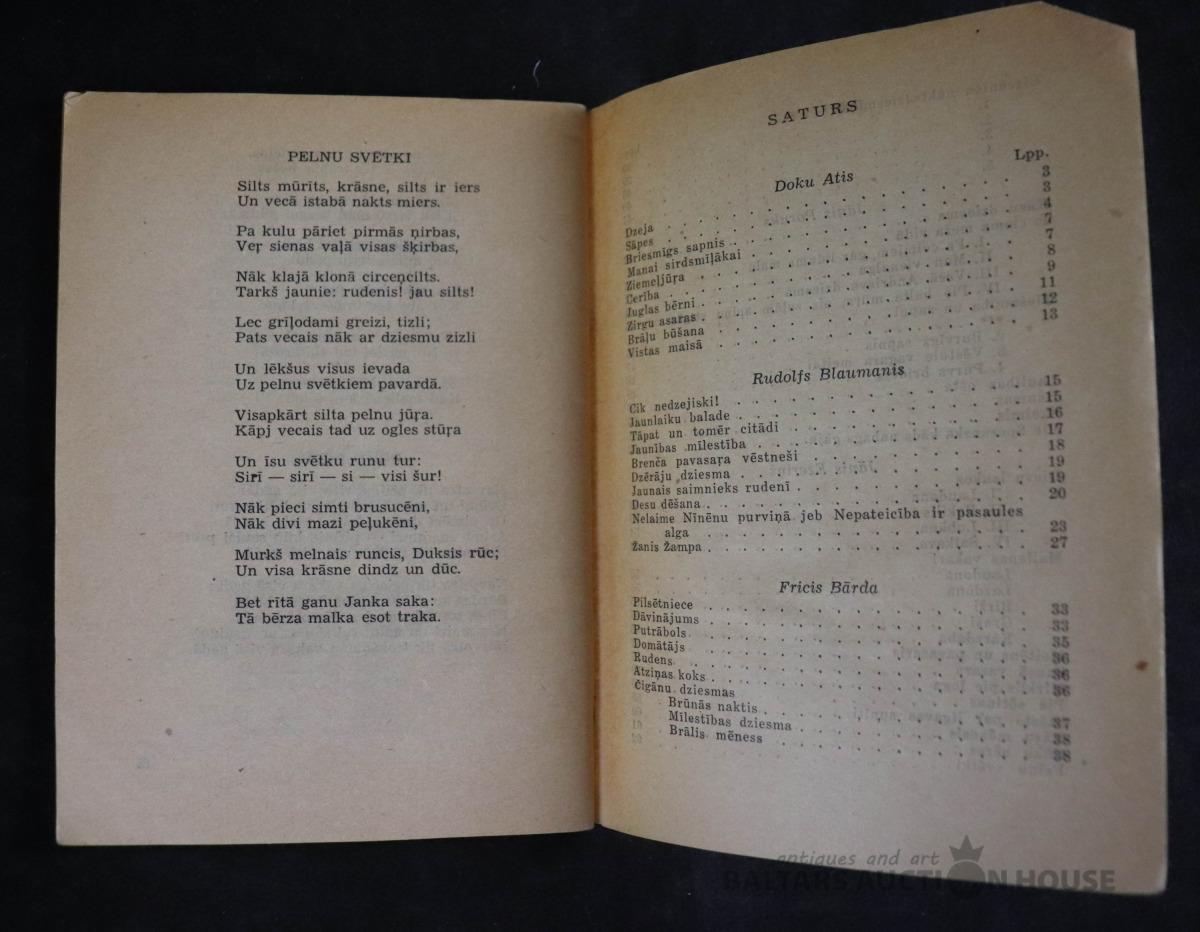 PELNU SVĒTKI
Silts mūrīts, krāsne, silts ir iers
Un vecā istabā nakts miers.
Pa kulu pāriet pirmās ņirbas,
Veŗ sienas vaļā visas šķirbas,
Nāk klajā klonā circeņcilts.
Tarkš jaunie: rudenis! jau silts!
Lec grīļodami greizi, tizli;
Pats vecais nāk ar dziesmu zizli
Un lēkšus visus ievada
Uz pelnu svētkiem pavardā.
Visapkārt silta pelnu jūŗa.
Kāpj vecais tad uz ogles stūŗa
Un īsu svētku runu tur:
Sirī — sirī — si — visi šur!
Nāk pieci simti brusucēni,
Nāk divi mazi peļukēni,
Murkš melnais runcis, Duksis rūc;
Un visa krāsne dindz un dūc.
Bet rītā ganu Janka saka:
Tā bērza malka esot traka.
SATURS
Lpp.
Doku Atis
Dzeja 3
Sāpes 3
Briesmīgs sapnis 4
Manai sirdsmīļākai 7
Ziemeļjūŗa 7
Cerība 8
Juglas bērni 9
Zirgu asaras 11
Brāļu būšana 12
Vistas maisā 13
Rudolfs Blaumanis
Cik nedzejiski! 15
Jaunlaiku balade 15
Tāpat un tomēr citādi 16
Jaunības mīlestība 17
Brenča pavasaŗa vēstneši 18
Dzērāju dziesma 19
Jaunais saimnieks rudenī 19
Desu dēšana 20
Nelaime Nīnēnu purviņā jeb Nepateicība ir pasaules
alga 23
Žanis Žampa 27
Fricis Bārda
Pilsētniece 33
Dāvinājums 33
Putrābols 35
Domātājs 36
Rudens 36
Atziņas koks 36
Čigānu dziesmas
Brūnās naktis 37
Mīlestības dziesma 38
Brālis mēness 38
antiques and art
BALTARS AUCTION HOUSE